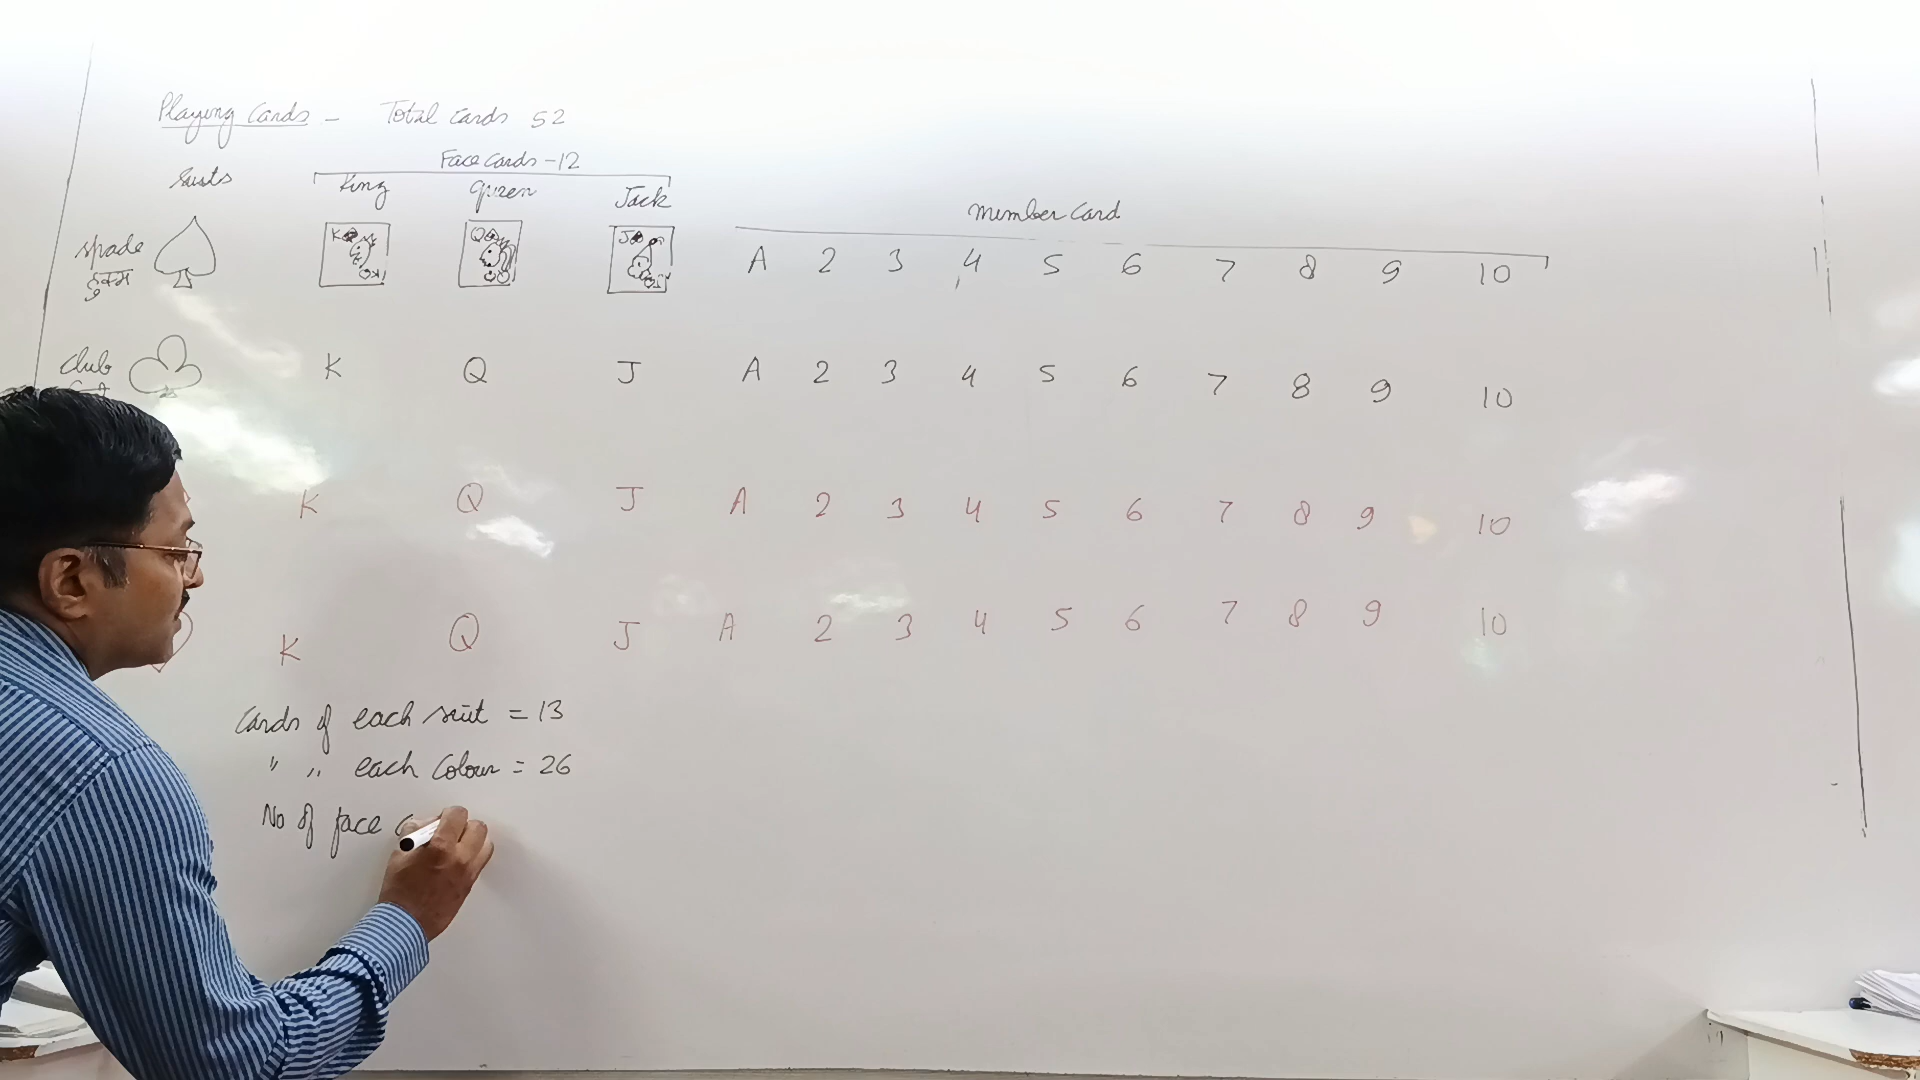 Playing Cards - Total cards 52
Face cards - 12
Suits King Queen Jack
Member Card
Spade K Q J A 2 3 4 5 6 7 8 9 10
हुक्म
Club K Q J A 2 3 4 5 6 7 8 9 10
K Q J A 2 3 4 5 6 7 8 9 10
K Q J A 2 3 4 5 6 7 8 9 10
Cards of each suit = 13
" " each Colour = 26
No of face c